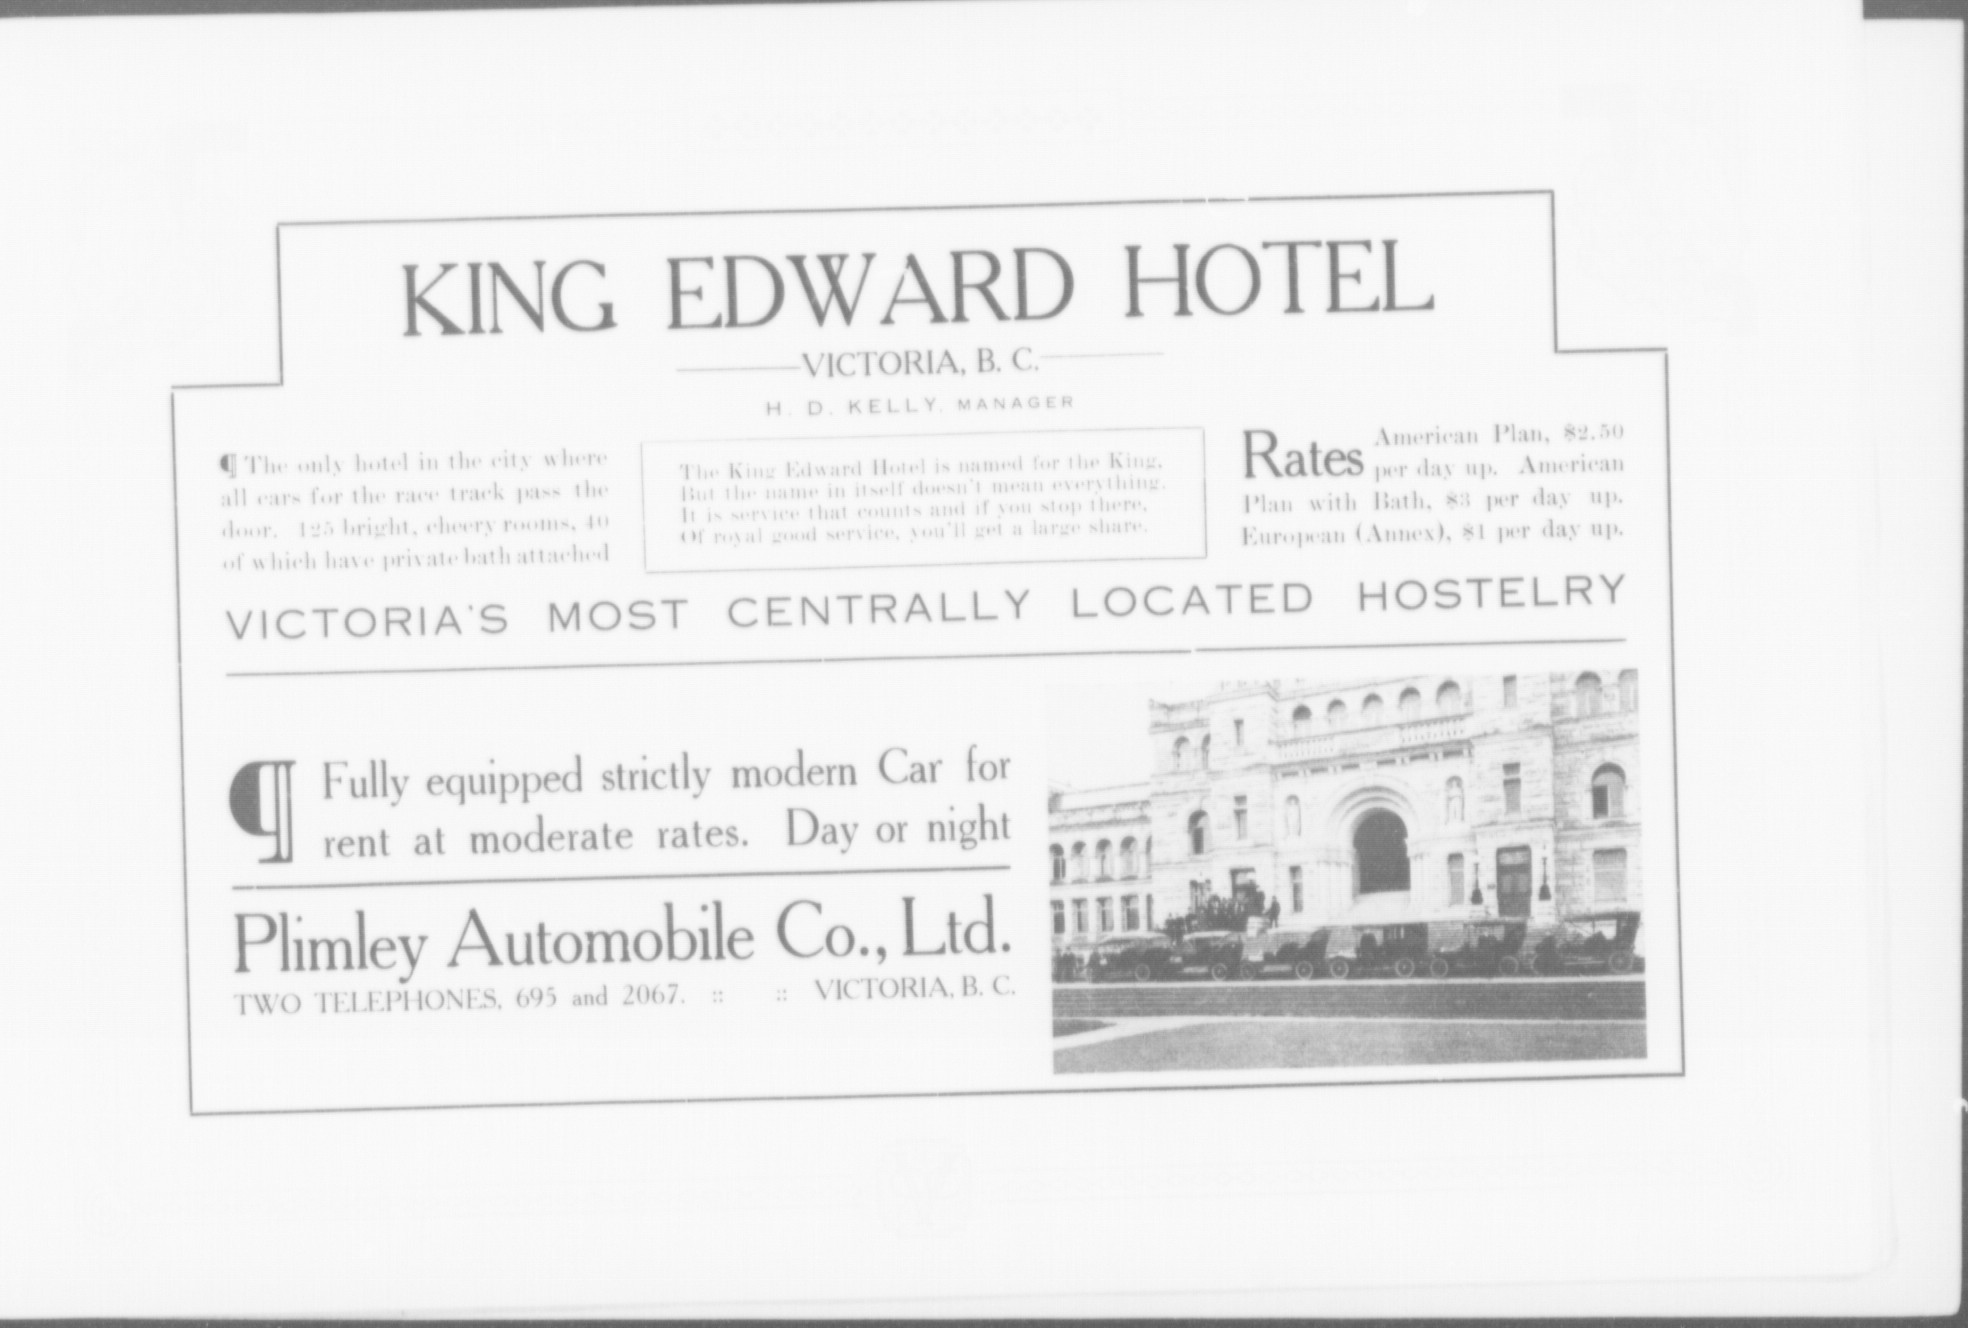 KING EDWARD HOTEL
VICTORIA, B. C.
H. D. KELLY, MANAGER
¶ The only hotel in the city where
all cars for the race track pass the
door. 125 bright, cheery rooms, 40
of which have private bath attached
The King Edward Hotel is named for the King,
But the name in itself doesn't mean everything.
It is service that counts and if you stop there,
Of royal good service, you'll get a large share.
Rates American Plan, $2.50
per day up. American
Plan with Bath, $3 per day up.
European (Annex), $1 per day up.
VICTORIA'S MOST CENTRALLY LOCATED HOSTELRY
¶ Fully equipped strictly modern Car for
rent at moderate rates. Day or night
Plimley Automobile Co., Ltd.
TWO TELEPHONES, 695 and 2067. :: :: VICTORIA, B. C.